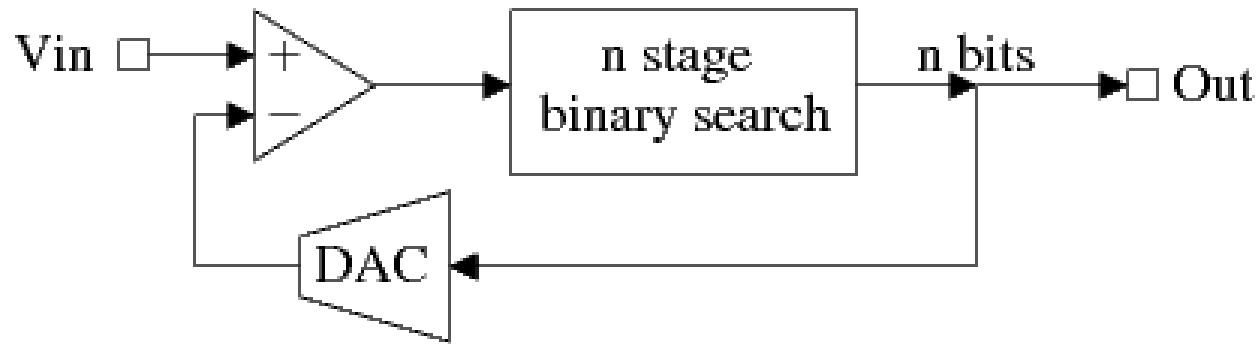 Vin
+
−
n stage
binary search
n bits
Out
DAC